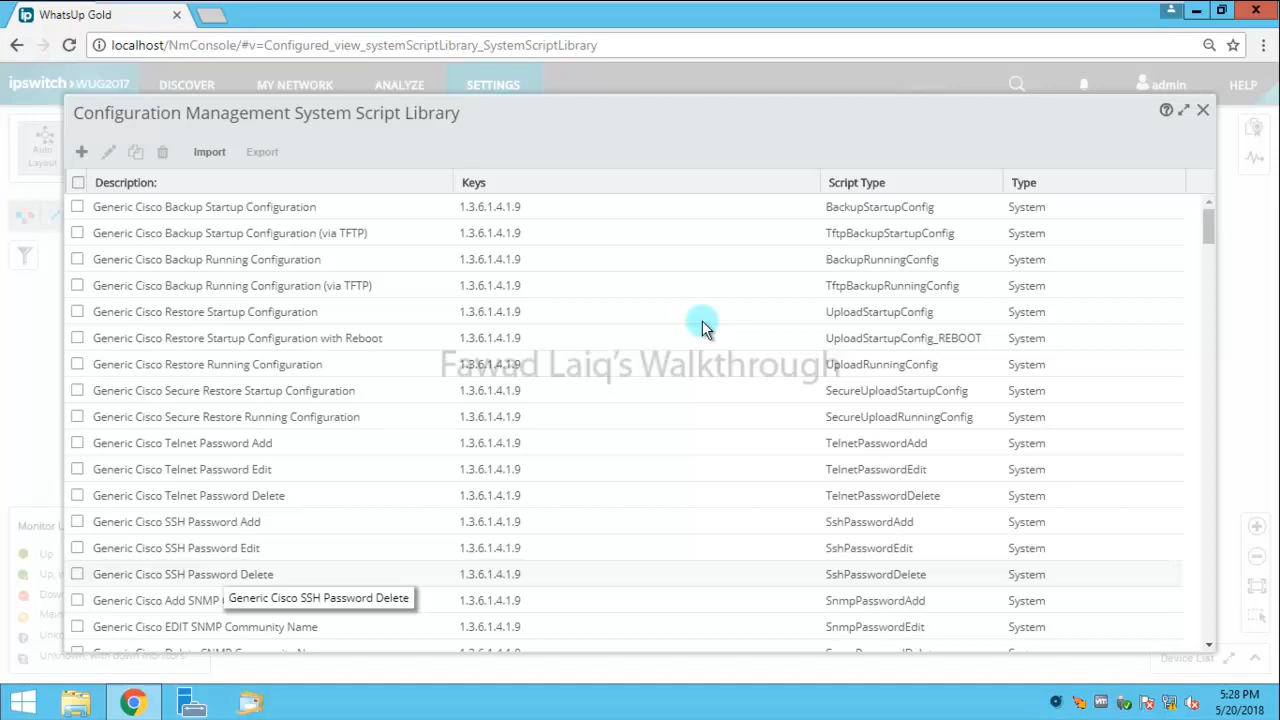 WhatsUp Gold
localhost/NmConsole/#v=Configured_view_systemScriptLibrary_SystemScriptLibrary
ipswitch WUG2017 DISCOVER MY NETWORK ANALYZE SETTINGS admin HELP
Configuration Management System Script Library
Auto
Layout
Import Export
Description: Keys Script Type Type
Generic Cisco Backup Startup Configuration 1.3.6.1.4.1.9 BackupStartupConfig System
Generic Cisco Backup Startup Configuration (via TFTP) 1.3.6.1.4.1.9 TftpBackupStartupConfig System
Generic Cisco Backup Running Configuration 1.3.6.1.4.1.9 BackupRunningConfig System
Generic Cisco Backup Running Configuration (via TFTP) 1.3.6.1.4.1.9 TftpBackupRunningConfig System
Generic Cisco Restore Startup Configuration 1.3.6.1.4.1.9 UploadStartupConfig System
Generic Cisco Restore Startup Configuration with Reboot 1.3.6.1.4.1.9 UploadStartupConfig_REBOOT System
Fawad Laiq's Walkthrough
Generic Cisco Restore Running Configuration 1.3.6.1.4.1.9 UploadRunningConfig System
Generic Cisco Secure Restore Startup Configuration 1.3.6.1.4.1.9 SecureUploadStartupConfig System
Generic Cisco Secure Restore Running Configuration 1.3.6.1.4.1.9 SecureUploadRunningConfig System
Generic Cisco Telnet Password Add 1.3.6.1.4.1.9 TelnetPasswordAdd System
Generic Cisco Telnet Password Edit 1.3.6.1.4.1.9 TelnetPasswordEdit System
Generic Cisco Telnet Password Delete 1.3.6.1.4.1.9 TelnetPasswordDelete System
Generic Cisco SSH Password Add 1.3.6.1.4.1.9 SshPasswordAdd System
Generic Cisco SSH Password Edit 1.3.6.1.4.1.9 SshPasswordEdit System
Generic Cisco SSH Password Delete 1.3.6.1.4.1.9 SshPasswordDelete System
Generic Cisco SSH Password Delete
Generic Cisco Add SNMP 1.3.6.1.4.1.9 SnmpPasswordAdd System
Generic Cisco EDIT SNMP Community Name 1.3.6.1.4.1.9 SnmpPasswordEdit System
Monitor
Up
Up,
Unknown, with down monitors
Device List
5:28 PM
5/20/2018